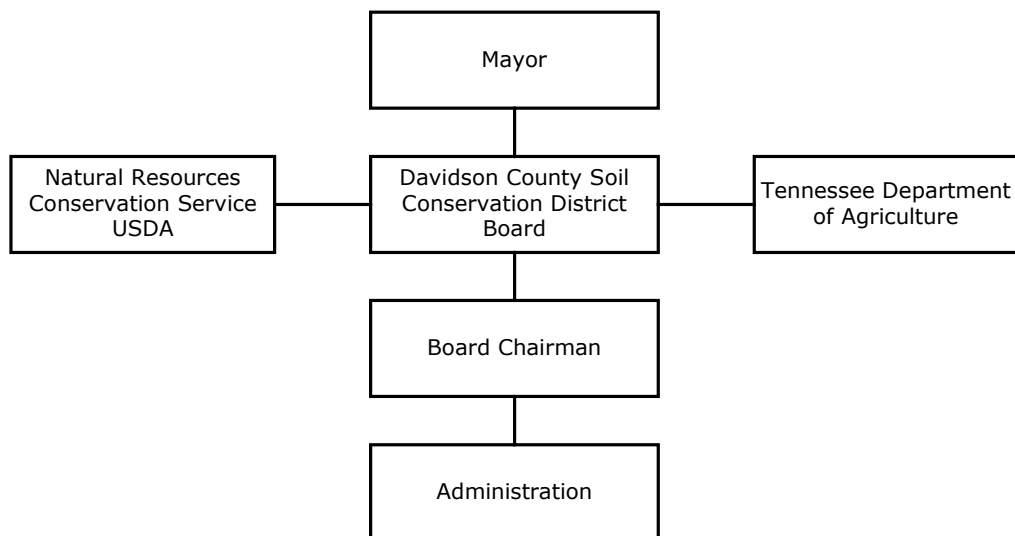 Mayor
Natural Resources
Conservation Service
USDA
Davidson County Soil
Conservation District
Board
Tennessee Department
of Agriculture
Board Chairman
Administration